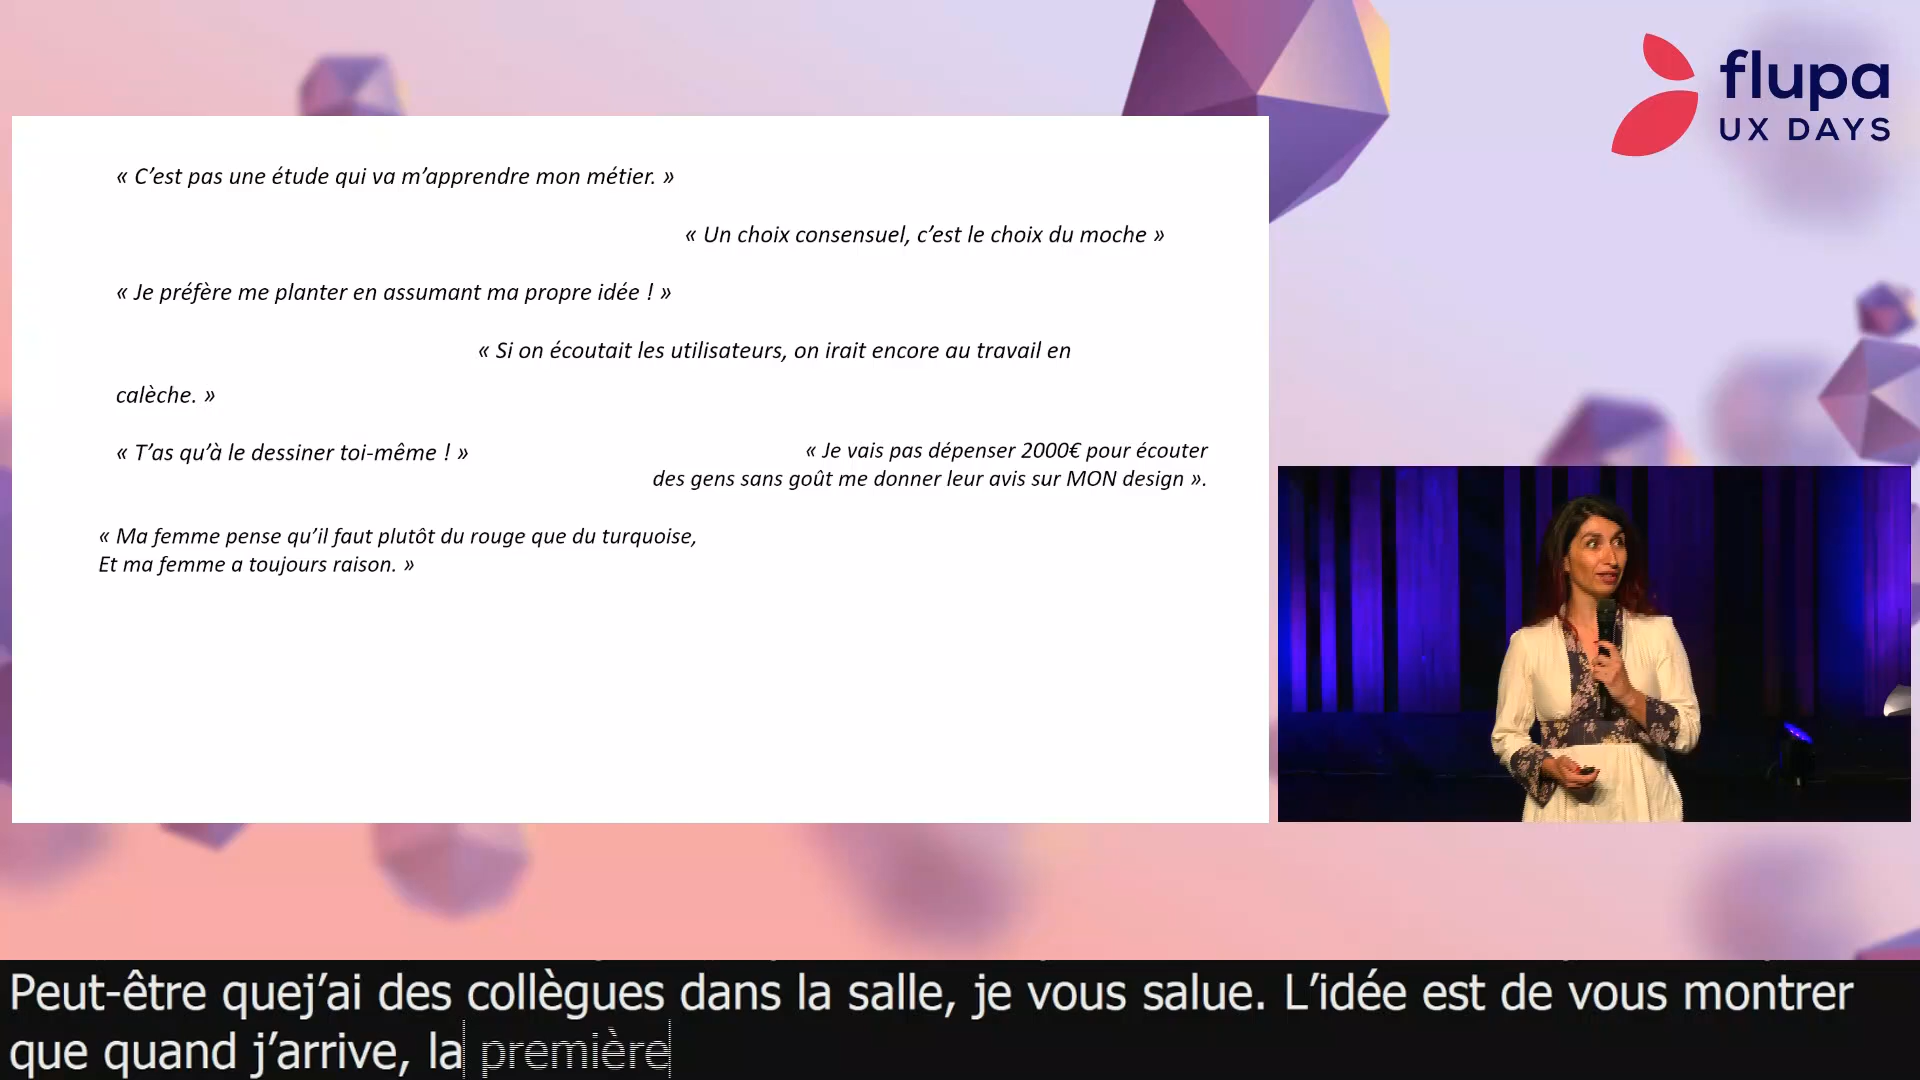 flupa
UX DAYS
« C’est pas une étude qui va m’apprendre mon métier. »
« Un choix consensuel, c’est le choix du moche »
« Je préfère me planter en assumant ma propre idée ! »
« Si on écoutait les utilisateurs, on irait encore au travail en
calèche. »
« T’as qu’à le dessiner toi-même ! »
« Je vais pas dépenser 2000€ pour écouter
des gens sans goût me donner leur avis sur MON design ».
« Ma femme pense qu’il faut plutôt du rouge que du turquoise,
Et ma femme a toujours raison. »
Peut-être quej’ai des collègues dans la salle, je vous salue. L’idée est de vous montrer
que quand j’arrive, la première